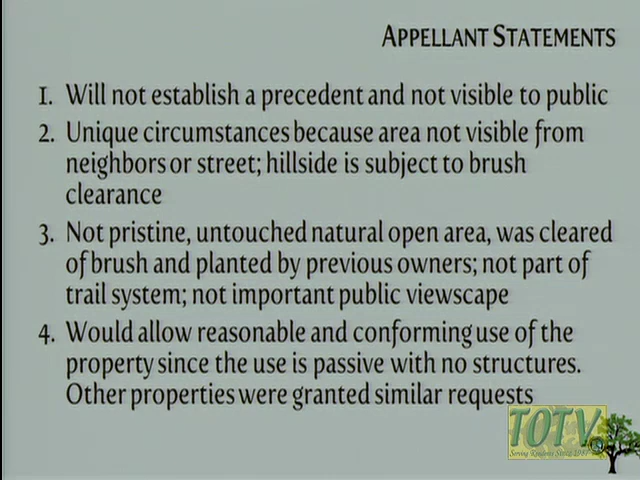 APPELLANT STATEMENTS
1. Will not establish a precedent and not visible to public
2. Unique circumstances because area not visible from
neighbors or street; hillside is subject to brush
clearance
3. Not pristine, untouched natural open area, was cleared
of brush and planted by previous owners; not part of
trail system; not important public viewscape
4. Would allow reasonable and conforming use of the
property since the use is passive with no structures.
Other properties were granted similar requests
TOTV
Serving Residents Since 1987